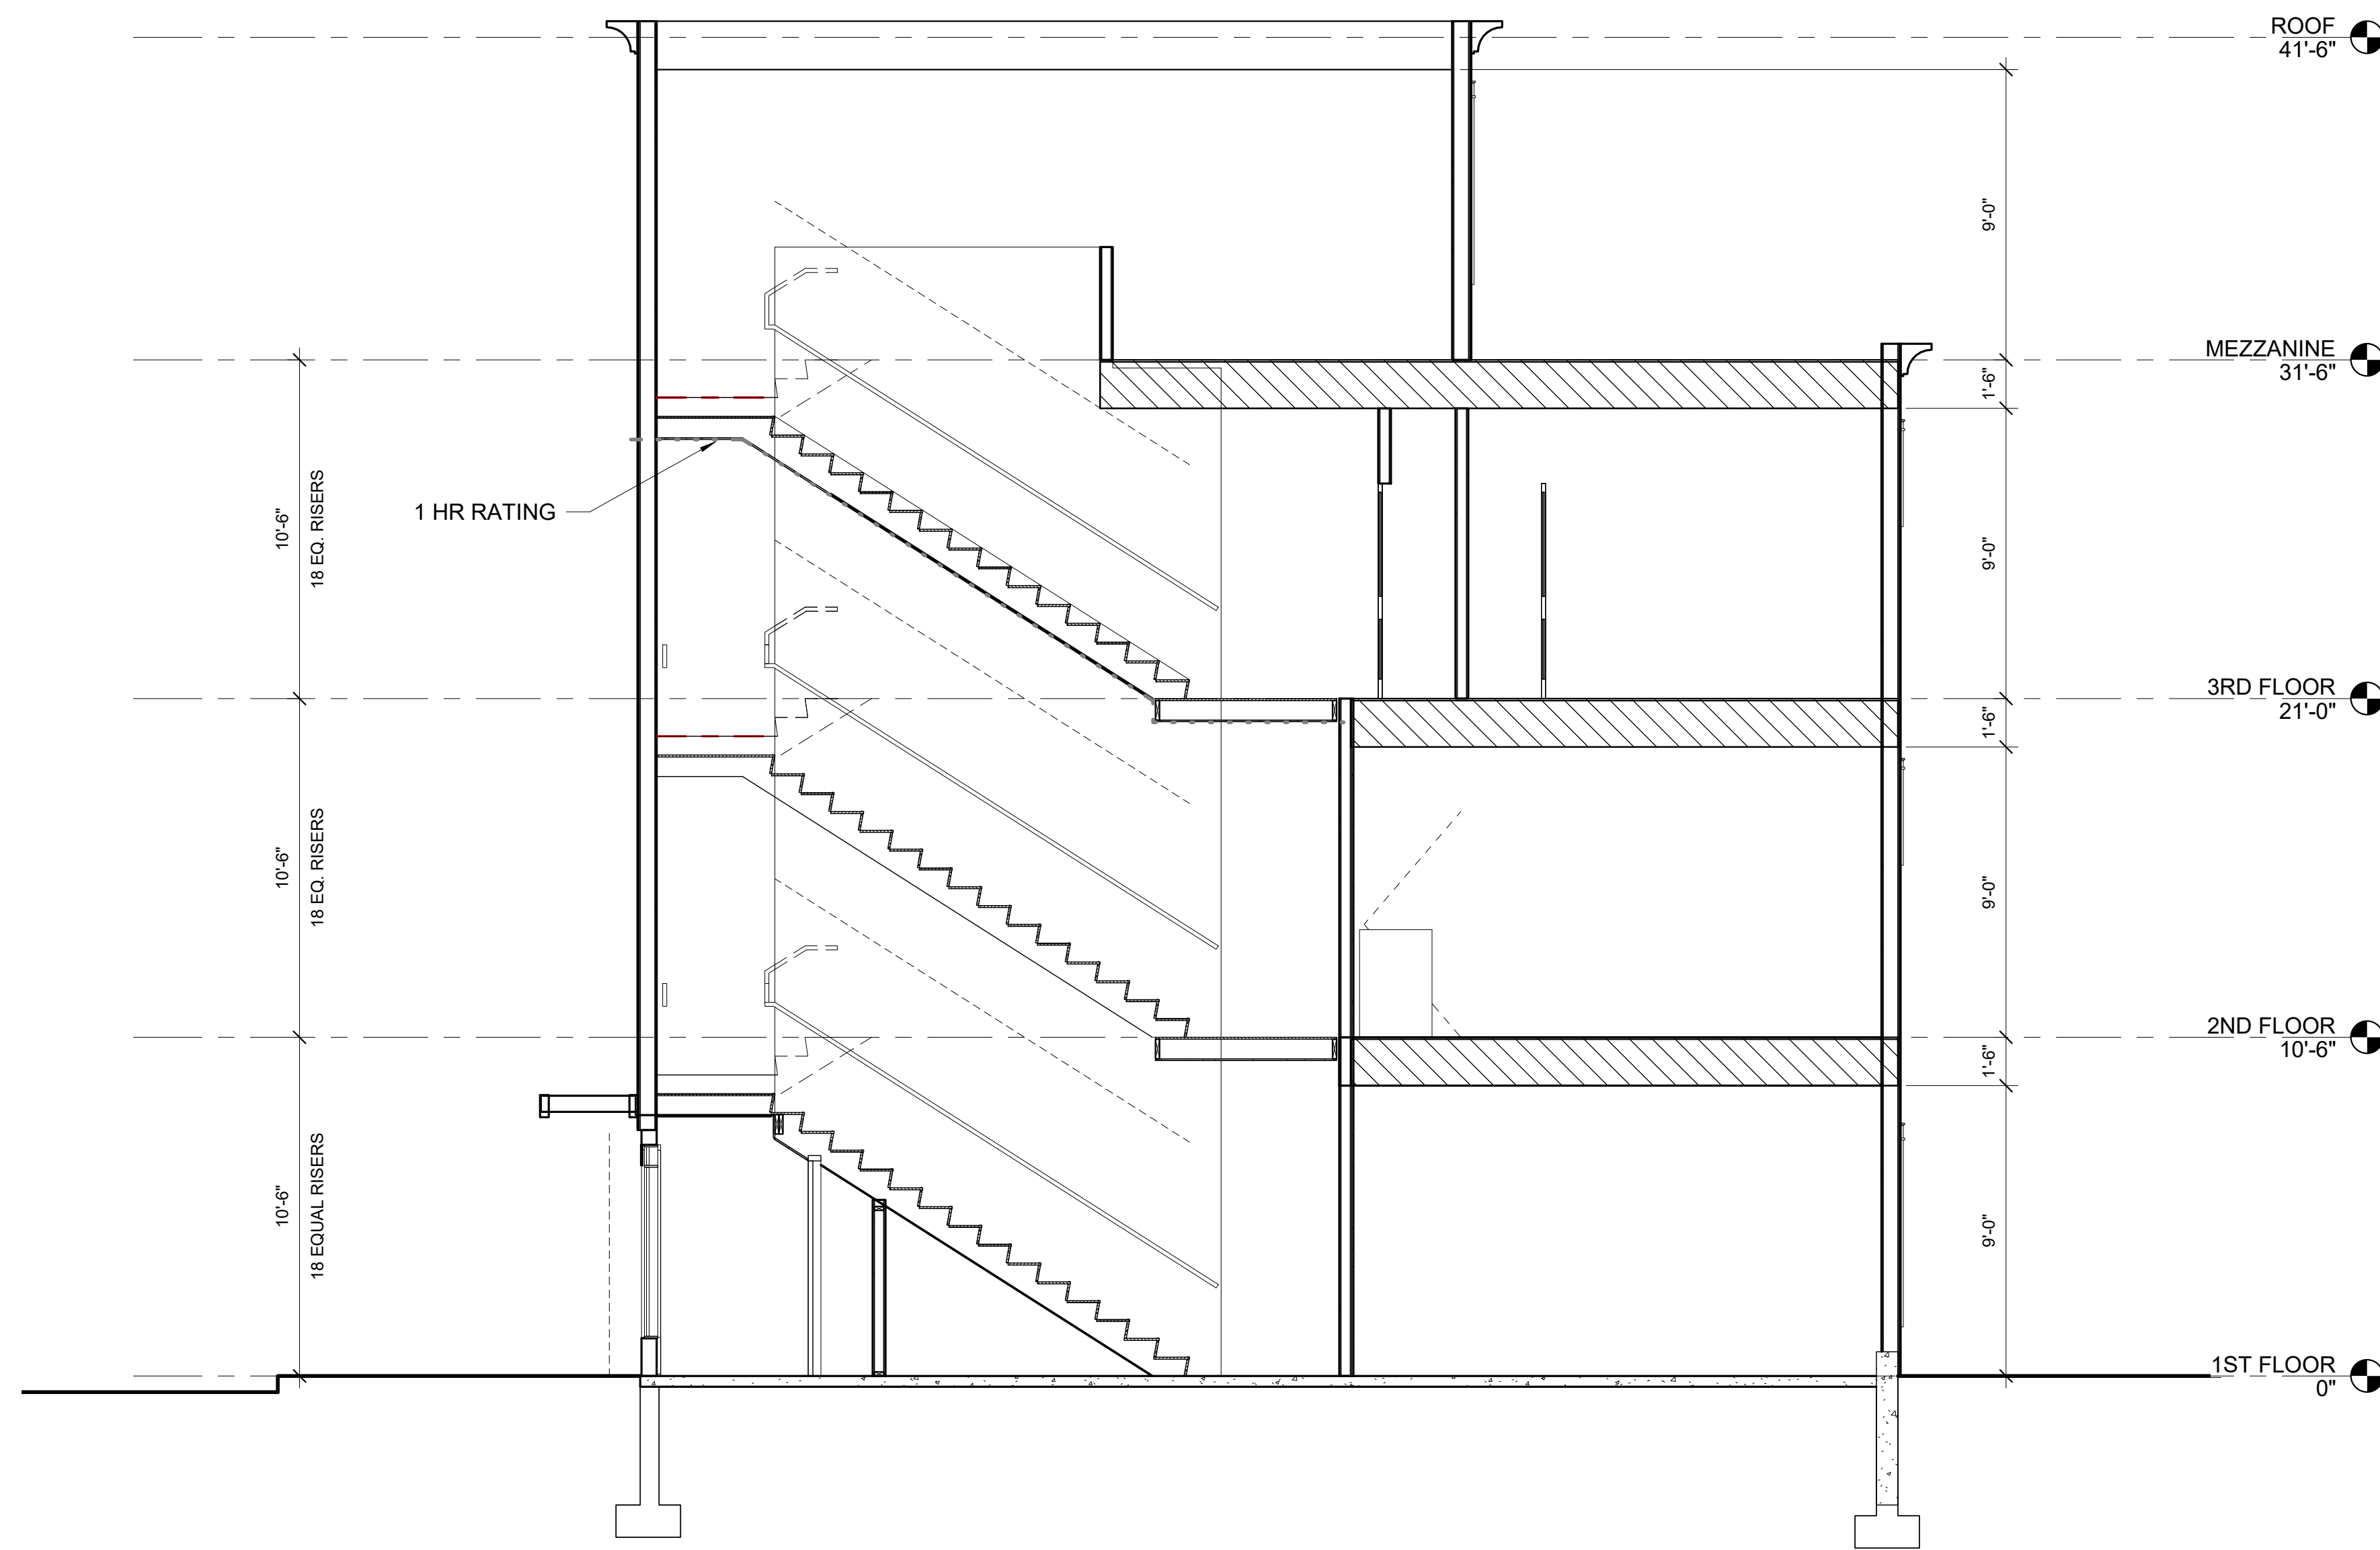 ROOF
41'-6"
9'-0"
MEZZANINE
31'-6"
1'-6"
10'-6"
18 EQ. RISERS
1 HR RATING
9'-0"
3RD FLOOR
21'-0"
1'-6"
10'-6"
18 EQ. RISERS
9'-0"
2ND FLOOR
10'-6"
1'-6"
10'-6"
18 EQUAL RISERS
9'-0"
1ST FLOOR
0"